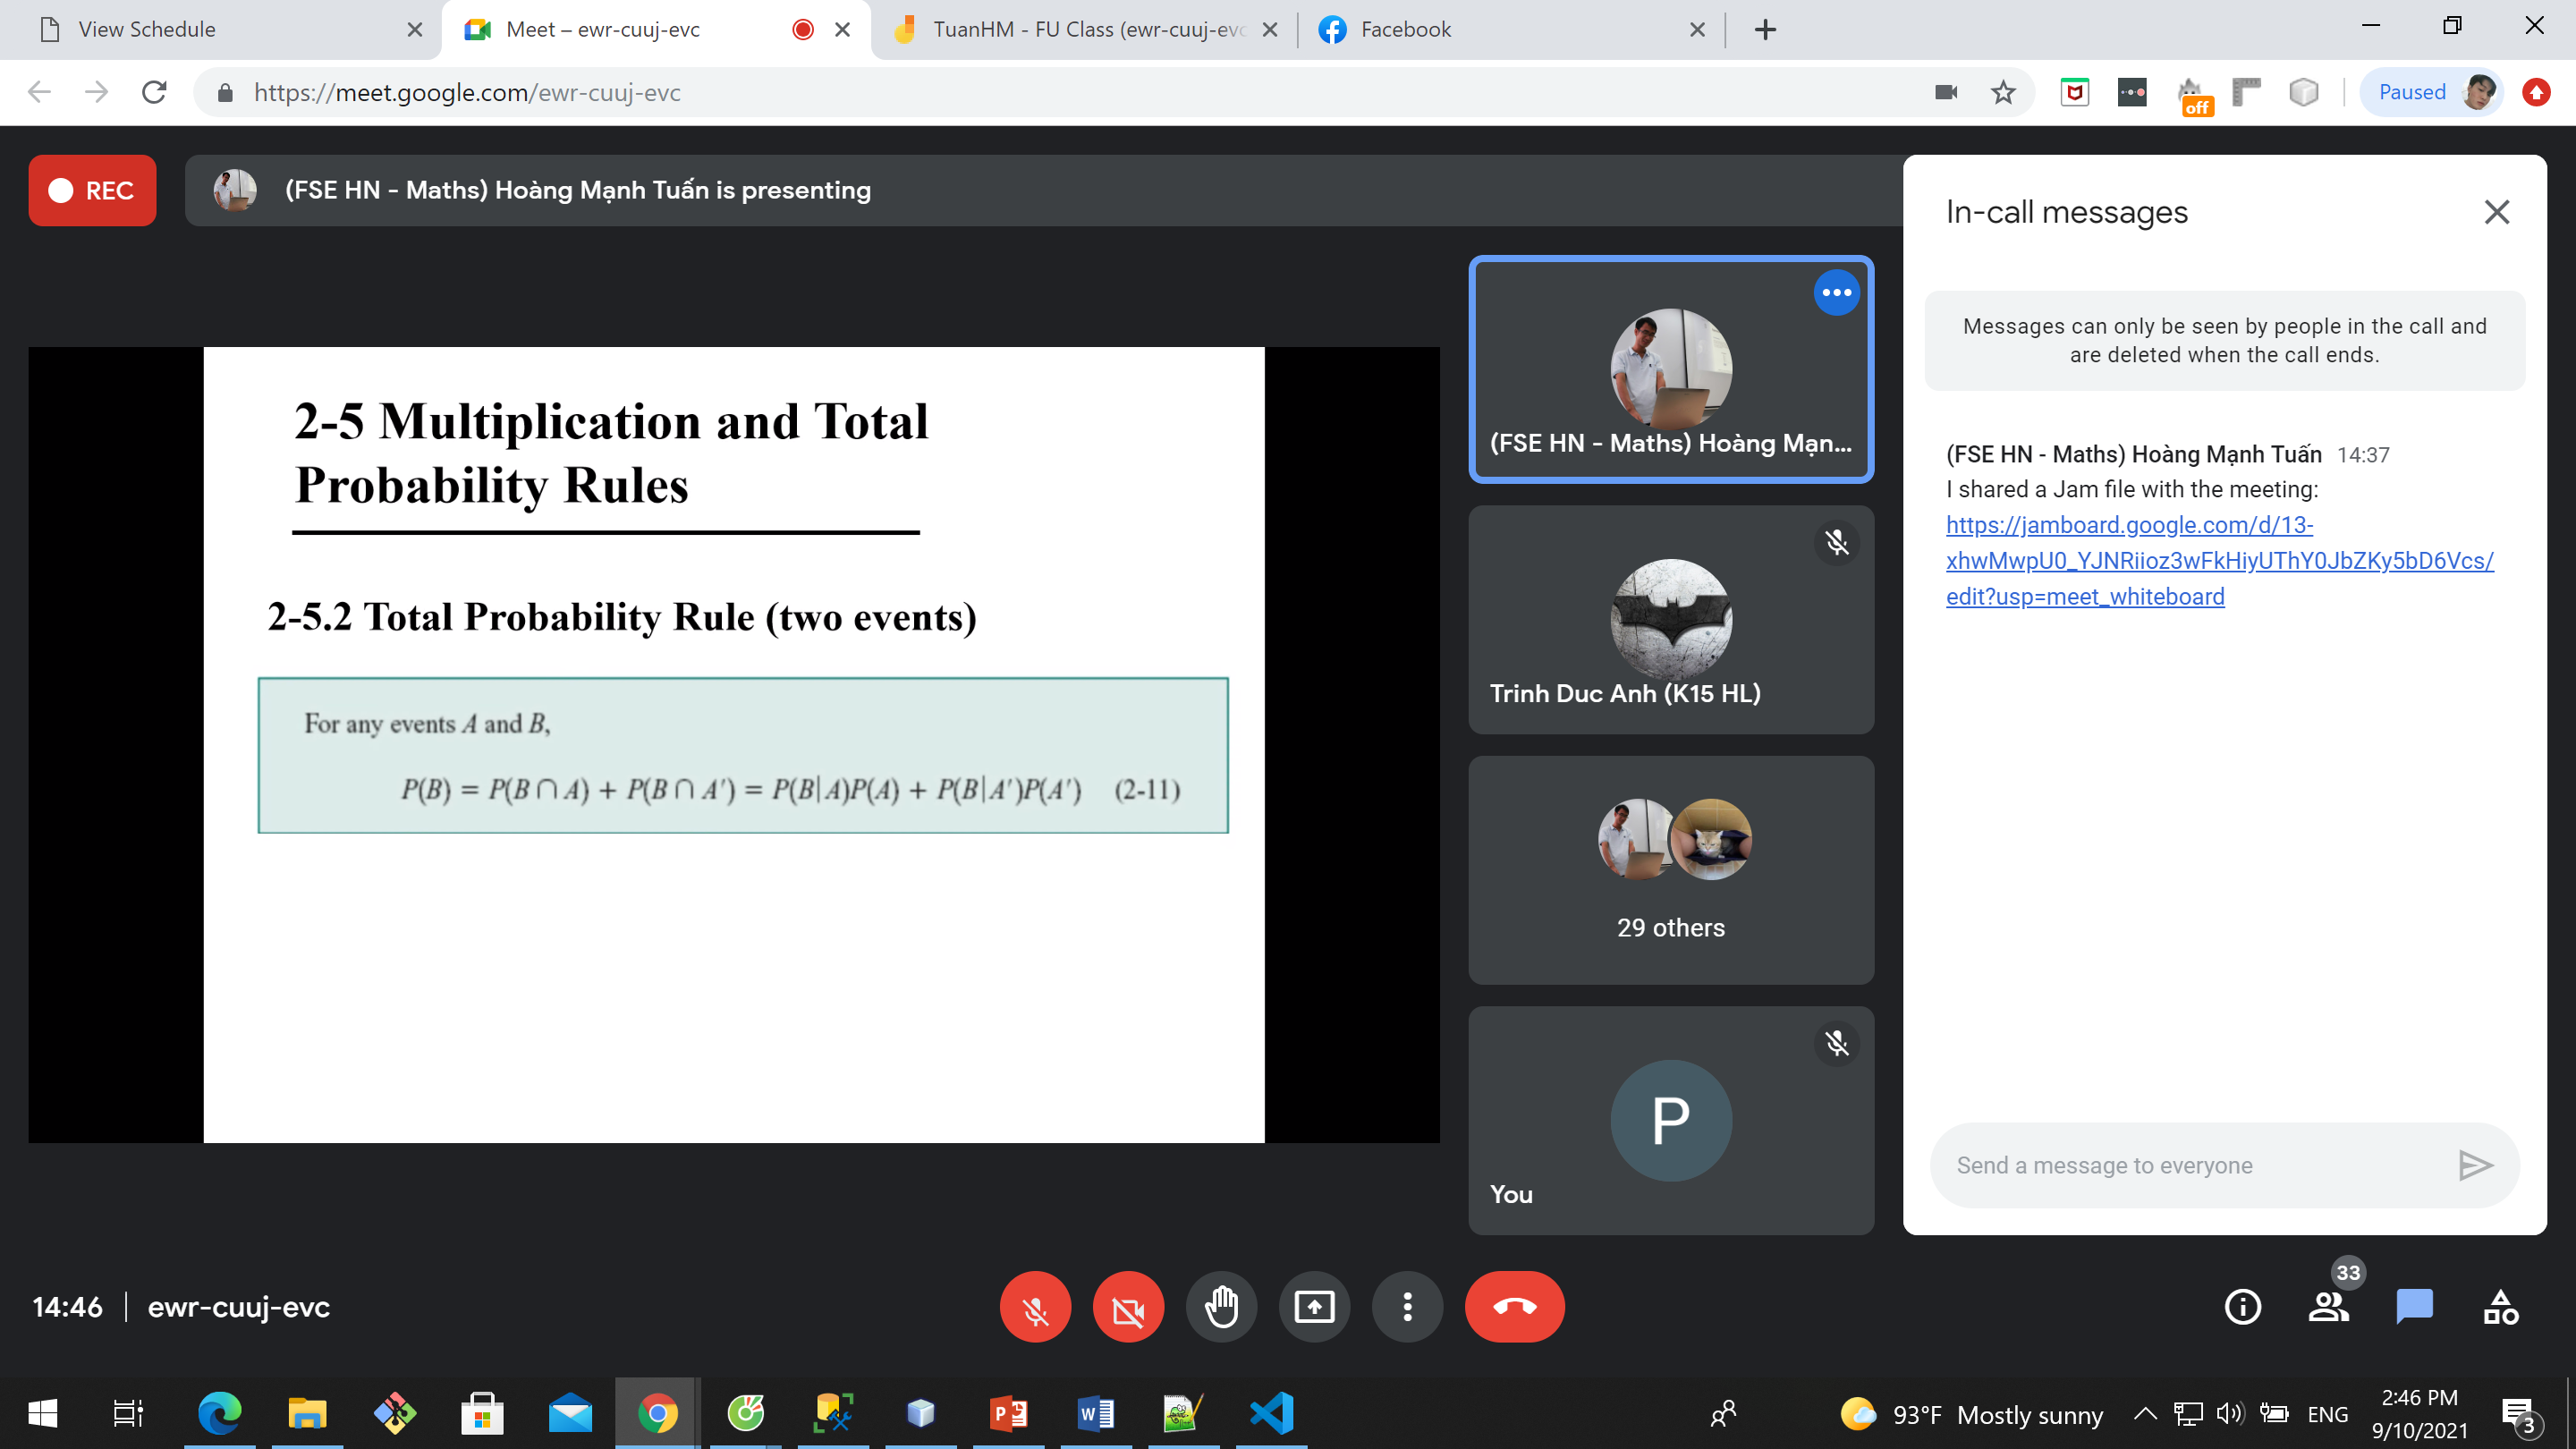 View Schedule
Meet – ewr-cuuj-evc
TuanHM - FU Class (ewr-cuuj-evc
Facebook
https://meet.google.com/ewr-cuuj-evc
off
Paused
REC
(FSE HN - Maths) Hoàng Mạnh Tuấn is presenting
2-5 Multiplication and Total
Probability Rules
2-5.2 Total Probability Rule (two events)
For any events A and B,
P(B) = P(B ∩ A) + P(B ∩ A′) = P(B|A)P(A) + P(B|A′)P(A′) (2-11)
(FSE HN - Maths) Hoàng Mạn...
Trinh Duc Anh (K15 HL)
29 others
P
You
In-call messages
Messages can only be seen by people in the call and
are deleted when the call ends.
(FSE HN - Maths) Hoàng Mạnh Tuấn 14:37
I shared a Jam file with the meeting:
https://jamboard.google.com/d/13-
xhwMwpU0_YJNRiioz3wFkHiyUThY0JbZKy5bD6Vcs/
edit?usp=meet_whiteboard
Send a message to everyone
14:46 | ewr-cuuj-evc
33
93°F Mostly sunny
ENG
2:46 PM
9/10/2021
3